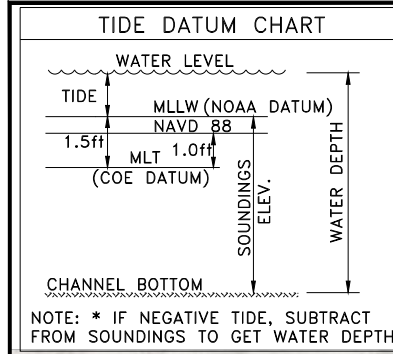 TIDE DATUM CHART
WATER LEVEL
TIDE
MLLW (NOAA DATUM)
NAVD 88
1.5ft
MLT 1.0ft
(COE DATUM)
SOUNDINGS
ELEV.
WATER DEPTH
CHANNEL BOTTOM
NOTE: * IF NEGATIVE TIDE, SUBTRACT
FROM SOUNDINGS TO GET WATER DEPTH